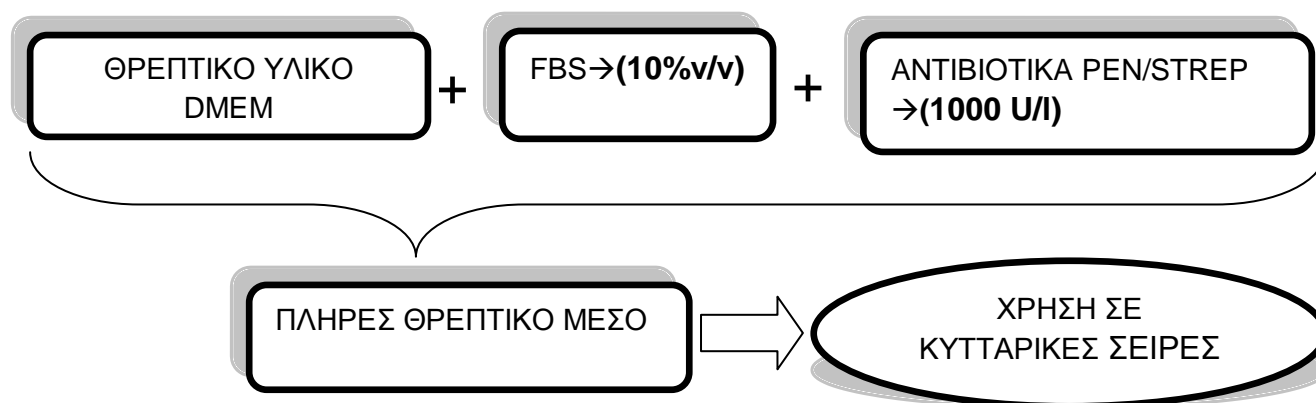 ΘΡΕΠΤΙΚΟ ΥΛΙΚΟ
DMEM
+
FBS→(10%v/v)
+
ΑΝΤΙΒΙΟΤΙΚΑ PEN/STREP
→(1000 U/l)
ΠΛΗΡΕΣ ΘΡΕΠΤΙΚΟ ΜΕΣΟ
ΧΡΗΣΗ ΣΕ
ΚΥΤΤΑΡΙΚΕΣ ΣΕΙΡΕΣ